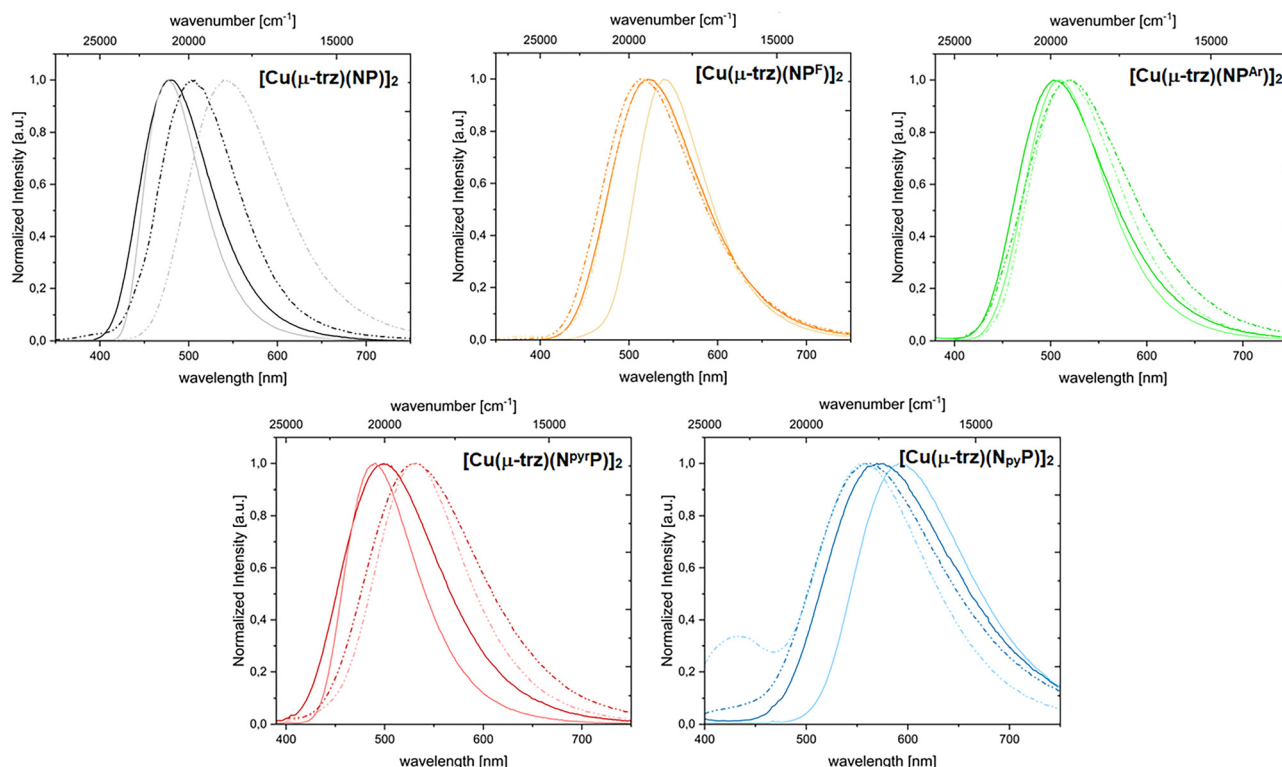 wavenumber [cm⁻¹]
25000 20000 15000
[Cu(μ-trz)(NP)]₂
Normalized Intensity [a.u.]
1,0
0,8
0,6
0,4
0,2
0,0
400 500 600 700
wavelength [nm]
wavenumber [cm⁻¹]
25000 20000 15000
[Cu(μ-trz)(NPᶠ)]₂
Normalized Intensity [a.u.]
1,0
0,8
0,6
0,4
0,2
0,0
400 500 600 700
wavelength [nm]
wavenumber [cm⁻¹]
25000 20000 15000
[Cu(μ-trz)(NPᴬʳ)]₂
Normalized Intensity [a.u.]
1,0
0,8
0,6
0,4
0,2
0,0
400 500 600 700
wavelength [nm]
wavenumber [cm⁻¹]
25000 20000 15000
[Cu(μ-trz)(NᵖʸʳP)]₂
Normalized Intensity [a.u.]
1,0
0,8
0,6
0,4
0,2
0,0
400 500 600 700
wavelength [nm]
wavenumber [cm⁻¹]
25000 20000 15000
[Cu(μ-trz)(NpyP)]₂
Normalized Intensity [a.u.]
1,0
0,8
0,6
0,4
0,2
0,0
400 500 600 700
wavelength [nm]